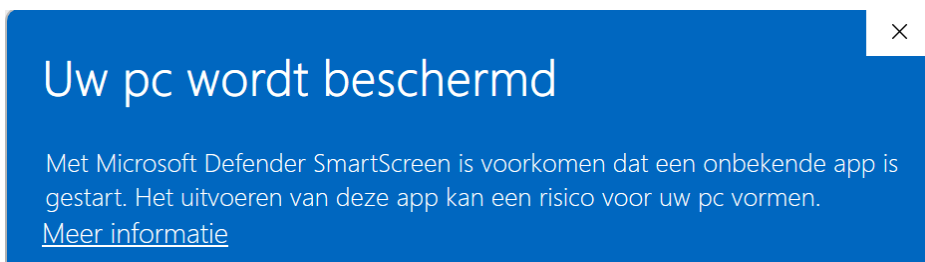 Uw pc wordt beschermd
Met Microsoft Defender SmartScreen is voorkomen dat een onbekende app is
gestart. Het uitvoeren van deze app kan een risico voor uw pc vormen.
Meer informatie